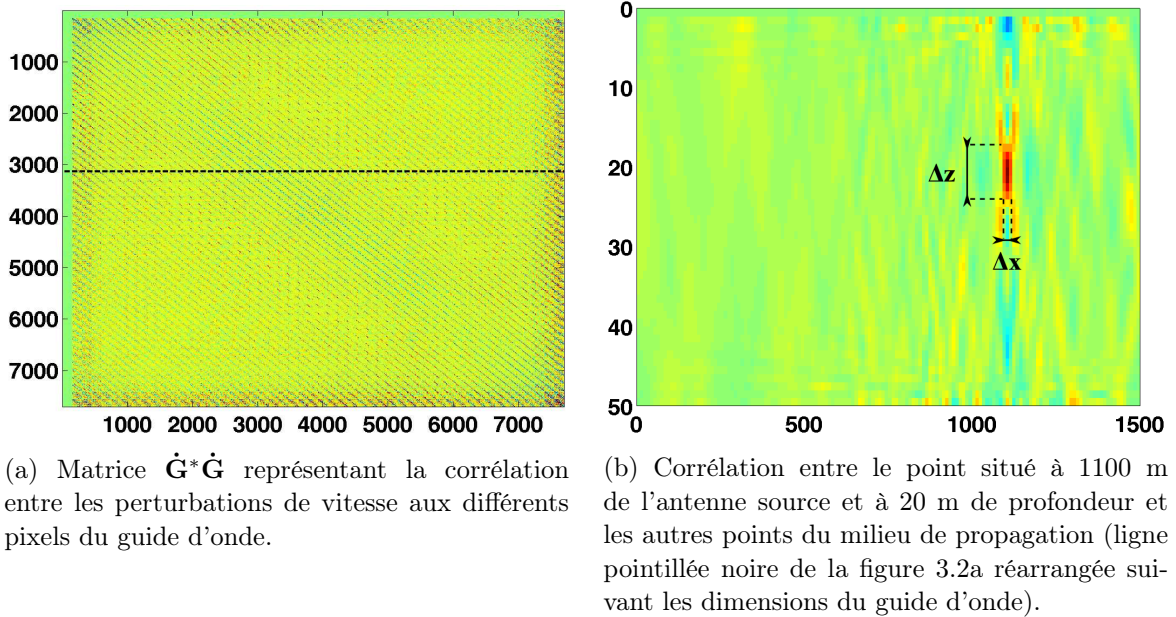 1000
2000
3000
4000
5000
6000
7000
1000 2000 3000 4000 5000 6000 7000
(a) Matrice Ġ*Ġ représentant la corrélation
entre les perturbations de vitesse aux différents
pixels du guide d'onde.
0
10
20
30
40
50
0 500 1000 1500
Δz
Δx
(b) Corrélation entre le point situé à 1100 m
de l'antenne source et à 20 m de profondeur et
les autres points du milieu de propagation (ligne
pointillée noire de la figure 3.2a réarrangée sui-
vant les dimensions du guide d'onde).